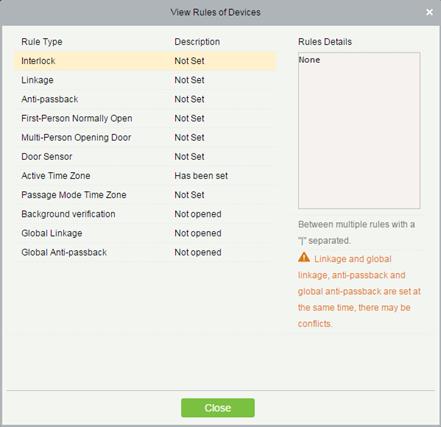 View Rules of Devices ×
Rule Type Description Rules Details
Interlock Not Set None
Linkage Not Set
Anti-passback Not Set
First-Person Normally Open Not Set
Multi-Person Opening Door Not Set
Door Sensor Not Set
Active Time Zone Has been set
Passage Mode Time Zone Not Set
Background verification Not opened
Global Linkage Not opened
Global Anti-passback Not opened
Between multiple rules with a
"|" separated.
Linkage and global
linkage, anti-passback and
global anti-passback are set at
the same time, there may be
conflicts.
Close